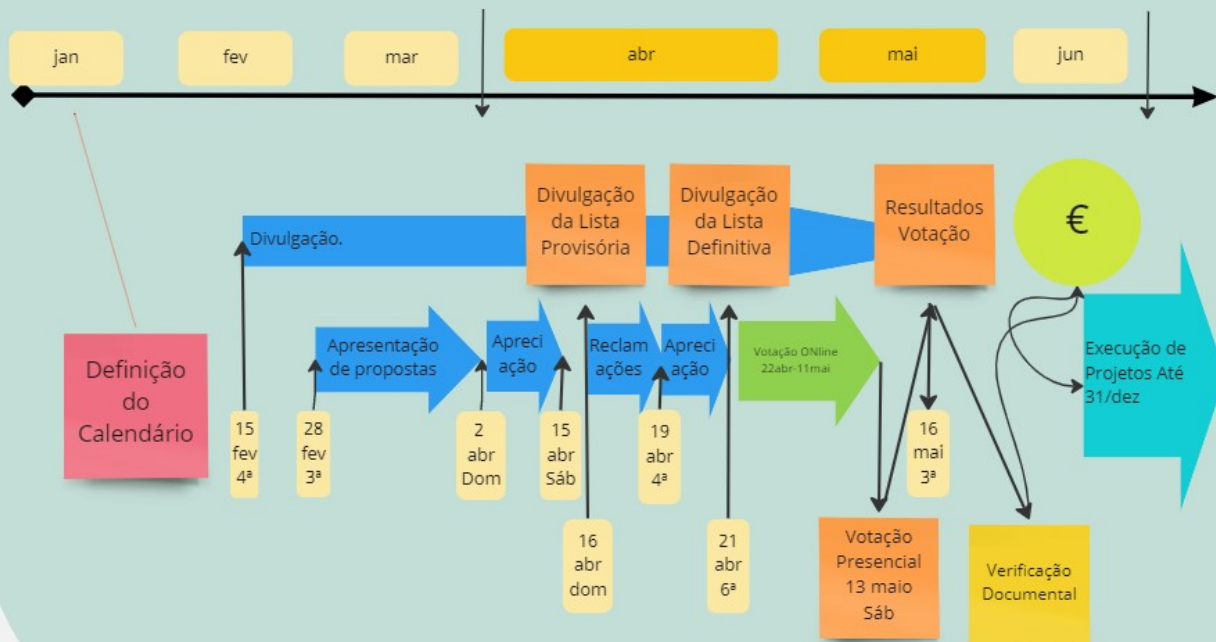 jan
fev
mar
abr
mai
jun
Divulgação.
Divulgação
da Lista
Provisória
Divulgação
da Lista
Definitiva
Resultados
Votação
€
Definição
do
Calendário
Apresentação
de propostas
Apreci
ação
Reclam
ações
Apreci
ação
Votação ONline
22abr-11mai
Execução de
Projetos Até
31/dez
15
fev
4ª
28
fev
3ª
2
abr
Dom
15
abr
Sáb
19
abr
4ª
16
mai
3ª
16
abr
dom
21
abr
6ª
Votação
Presencial
13 maio
Sáb
Verificação
Documental